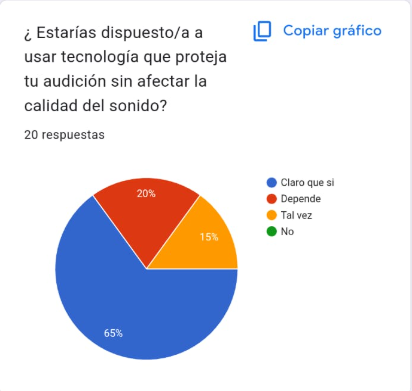 ¿ Estarías dispuesto/a a
usar tecnología que proteja
tu audición sin afectar la
calidad del sonido?
Copiar gráfico
20 respuestas
Claro que si
Depende
Tal vez
No
20%
15%
65%